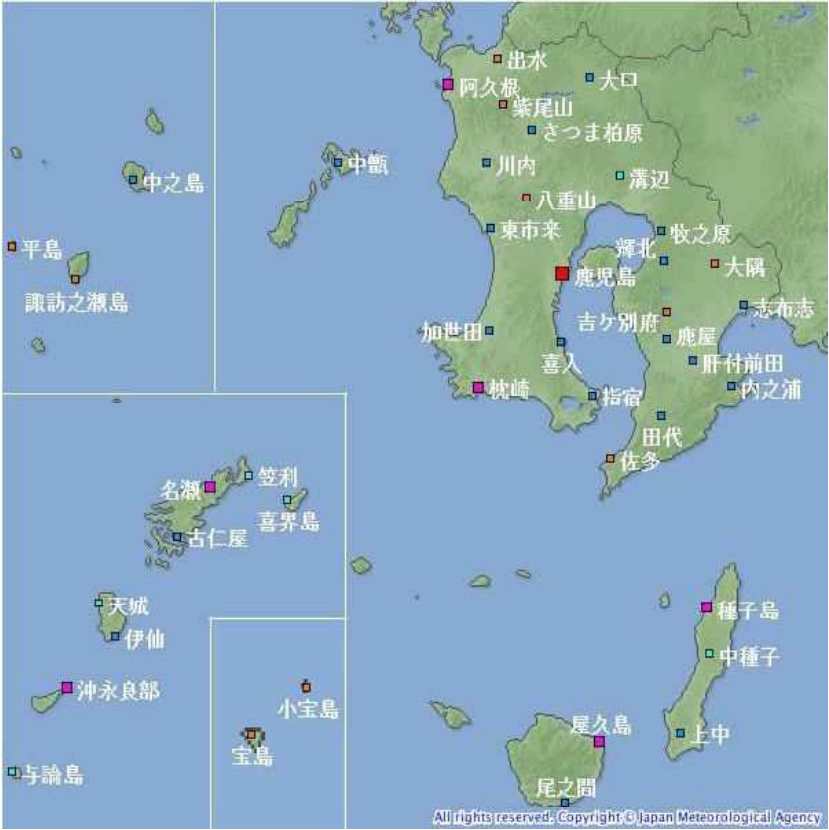 出水
大口
阿久根
紫尾山
さつま柏原
中甑
川内
溝辺
中之島
八重山
東市来
牧之原
平島
輝北
大隅
鹿児島
諏訪之瀬島
志布志
吉ケ別府
加世田
鹿屋
喜入
肝付前田
枕崎
内之浦
指宿
田代
佐多
笠利
名瀬
喜界島
古仁屋
天城
種子島
伊仙
中種子
沖永良部
小宝島
屋久島
上中
宝島
与論島
尾之間
All rights reserved. Copyright © Japan Meteorological Agency